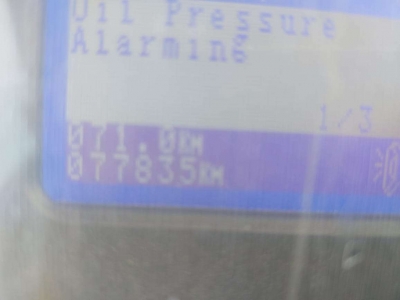 Oil Pressure
Alarming
1/3
071.0KM
077835KM